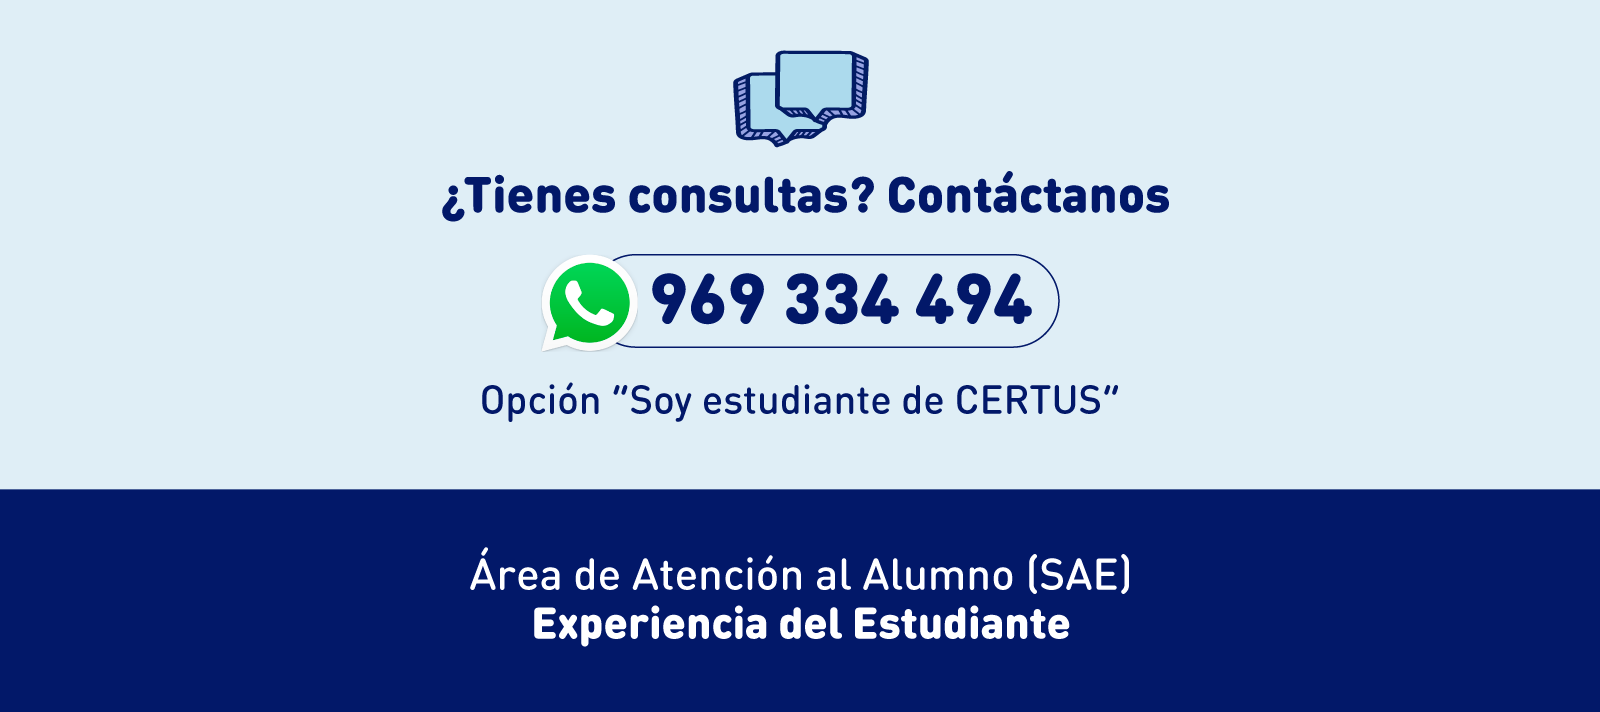 ¿Tienes consultas? Contáctanos
969 334 494
Opción "Soy estudiante de CERTUS"
Área de Atención al Alumno (SAE)
Experiencia del Estudiante